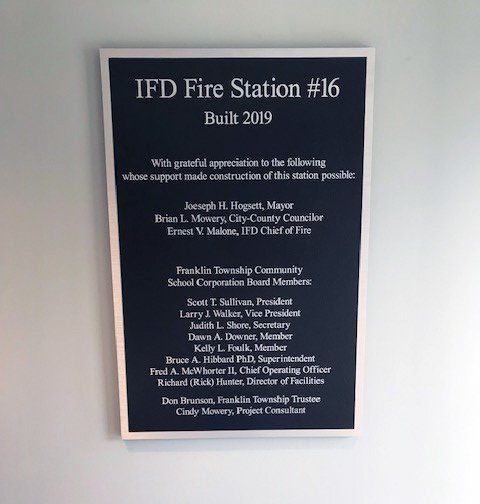 IFD Fire Station #16
Built 2019
With grateful appreciation to the following
whose support made construction of this station possible:
Joeseph H. Hogsett, Mayor
Brian L. Mowery, City-County Councilor
Ernest V. Malone, IFD Chief of Fire
Franklin Township Community
School Corporation Board Members:
Scott T. Sullivan, President
Larry J. Walker, Vice President
Judith L. Shore, Secretary
Dawn A. Downer, Member
Kelly L. Foulk, Member
Bruce A. Hibbard PhD, Superintendent
Fred A. McWhorter II, Chief Operating Officer
Richard (Rick) Hunter, Director of Facilities
Don Brunson, Franklin Township Trustee
Cindy Mowery, Project Consultant